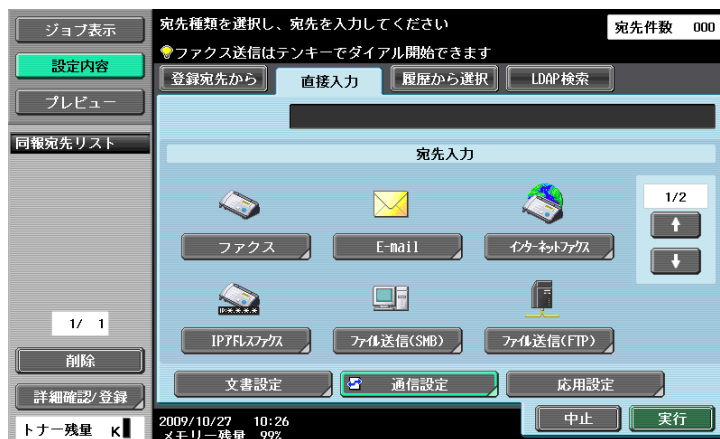 ジョブ表示
設定内容
プレビュー
同報宛先リスト
1/ 1
削除
詳細確認/登録
トナー残量 K
宛先種類を選択し、宛先を入力してください
宛先件数 000
ファクス送信はテンキーでダイアル開始できます
登録宛先から 直接入力 履歴から選択 LDAP検索
宛先入力
ファクス E-mail インターネットファクス
1/2
IP*.*.*.*
IPアドレスファクス ファイル送信(SMB) ファイル送信(FTP)
文書設定 通信設定 応用設定
2009/10/27 10:26
メモリー残量 99%
中止 実行